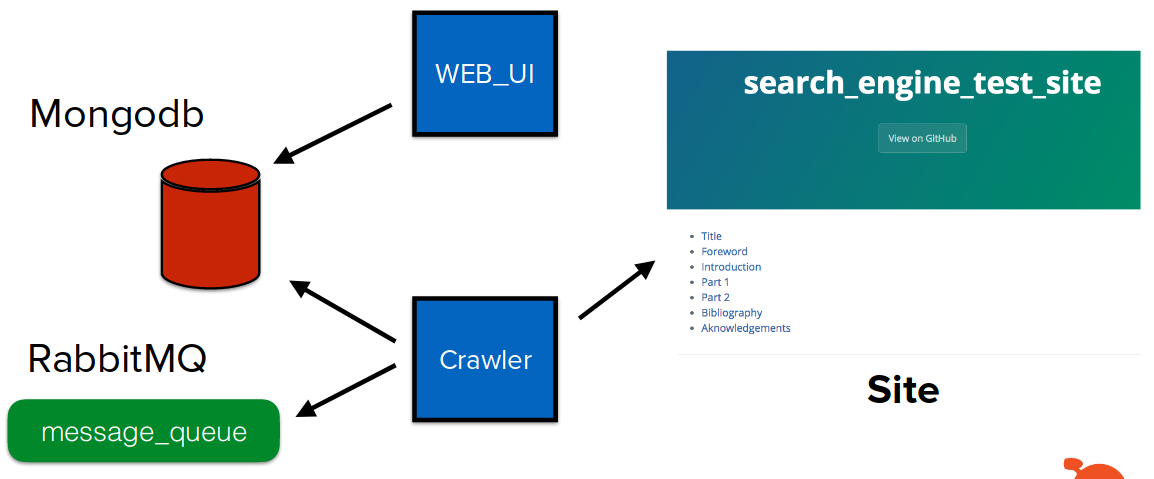 WEB_UI
Mongodb
Crawler
RabbitMQ
message_queue
search_engine_test_site
View on GitHub
Title
Foreword
Introduction
Part 1
Part 2
Bibliography
Aknowledgements
Site